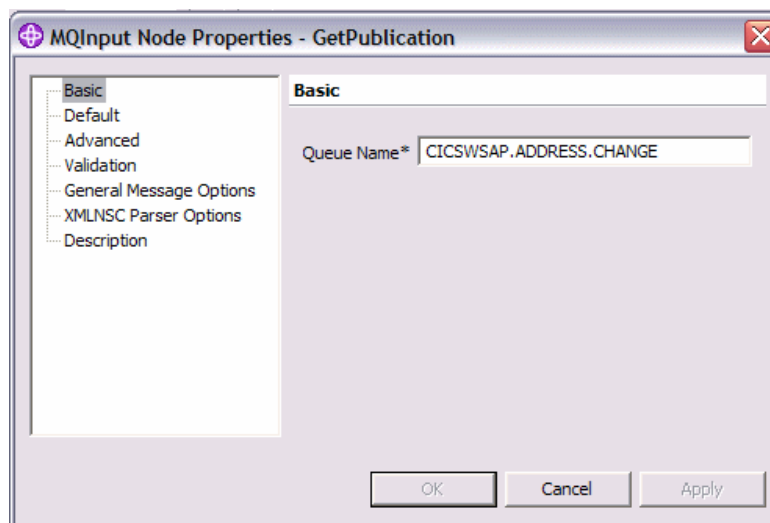 MQInput Node Properties - GetPublication
Basic
Default
Advanced
Validation
General Message Options
XMLNSC Parser Options
Description
Basic
Queue Name* CICSWSAP.ADDRESS.CHANGE
OK Cancel Apply